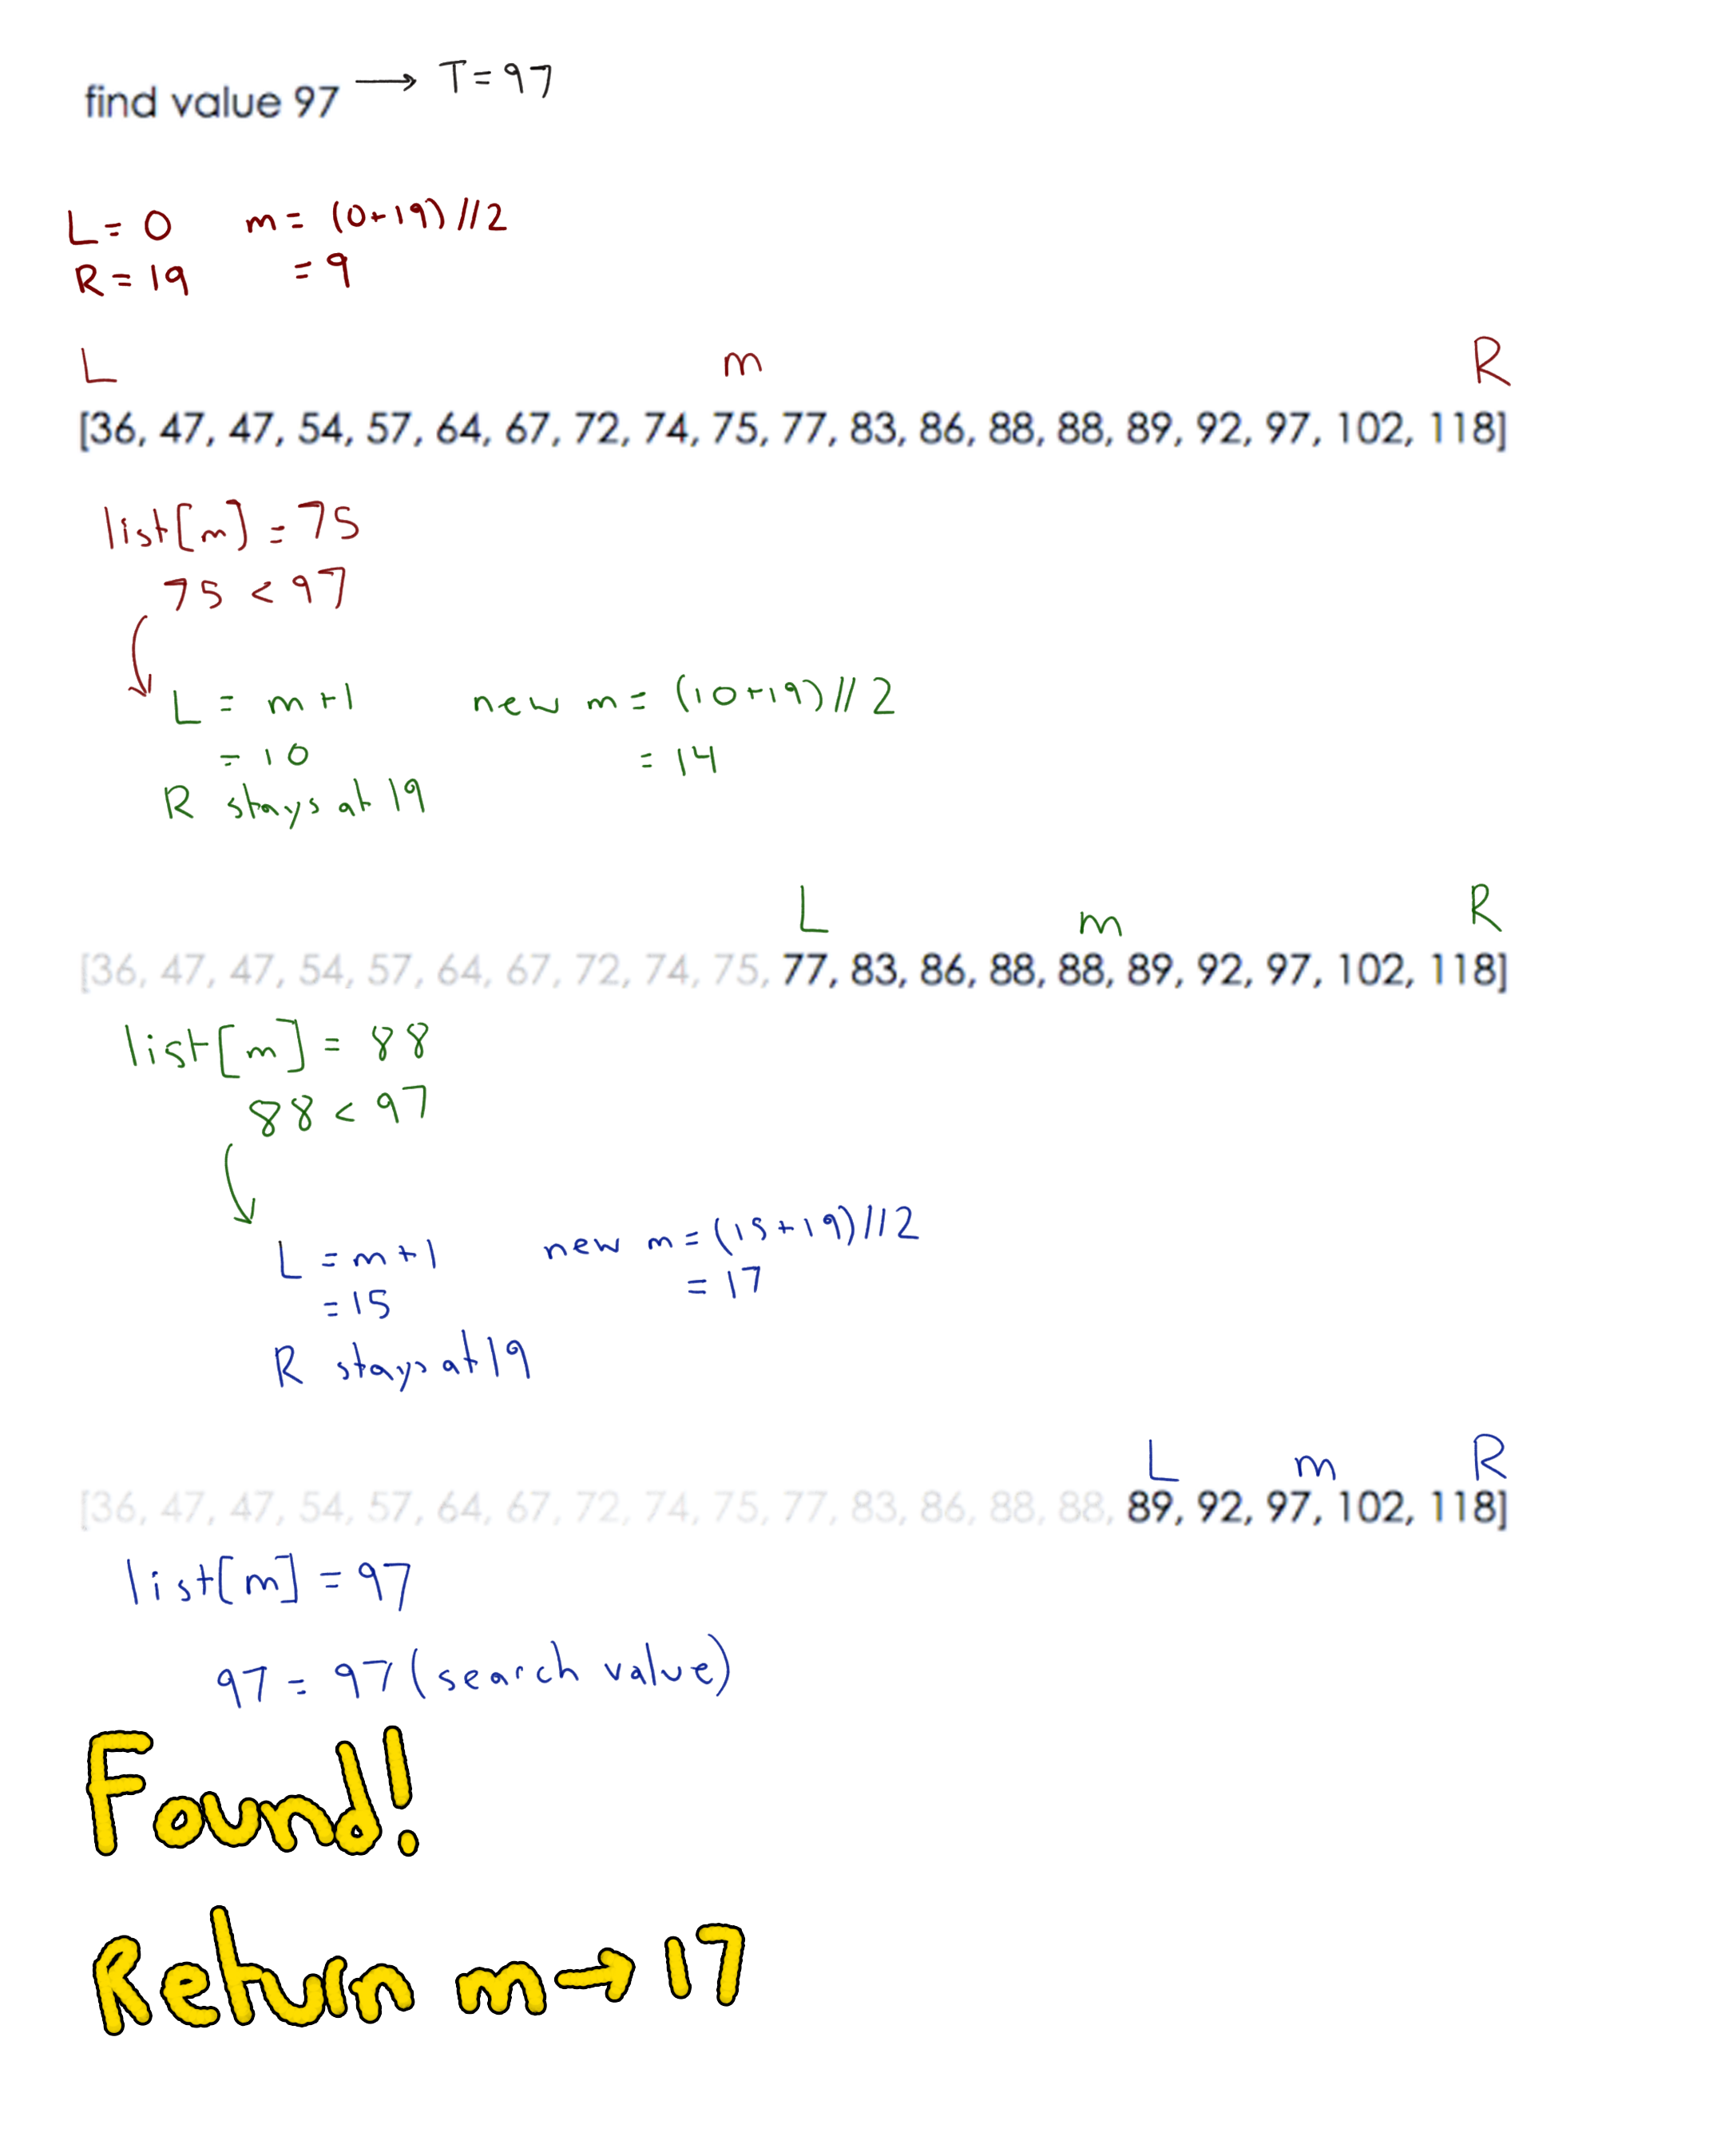 find value 97 → T=97
L= 0 m= (0+19)//2
R=19 =9
L m R
[36, 47, 47, 54, 57, 64, 67, 72, 74, 75, 77, 83, 86, 88, 88, 89, 92, 97, 102, 118]
list[m] = 75
75 < 97
L = m+1 new m= (10+19)//2
= 10 = 14
R stays at 19
L m R
[36, 47, 47, 54, 57, 64, 67, 72, 74, 75, 77, 83, 86, 88, 88, 89, 92, 97, 102, 118]
list[m] = 88
88 < 97
L = m+1 new m = (15+19)//2
= 15 = 17
R stays at 19
L m R
[36, 47, 47, 54, 57, 64, 67, 72, 74, 75, 77, 83, 86, 88, 88, 89, 92, 97, 102, 118]
list[m] = 97
97 = 97 (search value)
Found!
Return m → 17